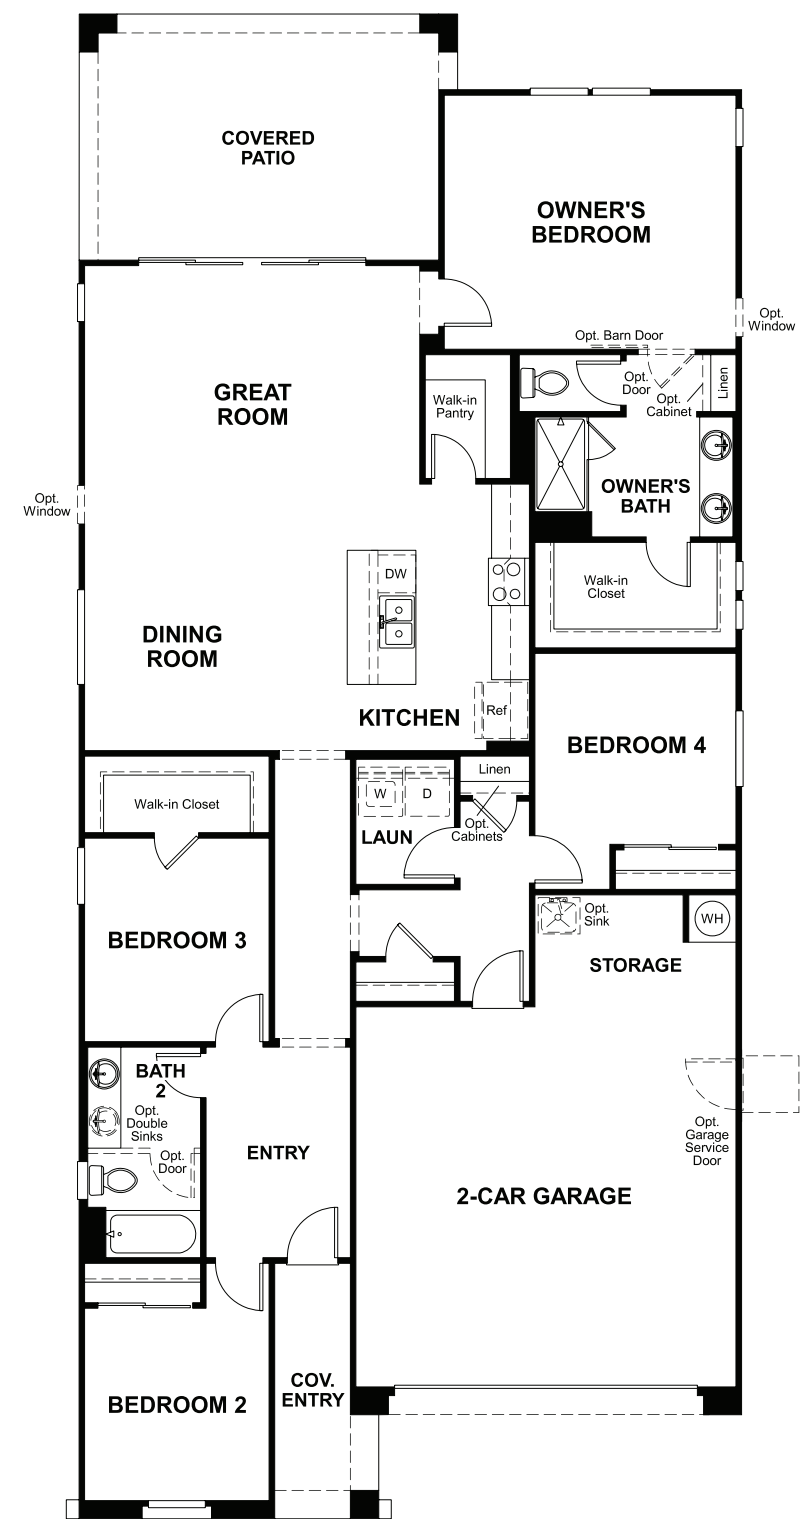 COVERED
PATIO
OWNER'S
BEDROOM
Opt.
Window
Opt. Barn Door
GREAT
ROOM
Walk-in
Pantry
Opt.
Door
Opt.
Cabinet
Linen
Opt.
Window
OWNER'S
BATH
DW
Walk-in
Closet
DINING
ROOM
KITCHEN
Ref
BEDROOM 4
Walk-in Closet
Linen
W
D
LAUN
Opt.
Cabinets
Opt.
Sink
WH
STORAGE
BEDROOM 3
BATH
2
Opt.
Double
Sinks
Opt.
Door
ENTRY
Opt.
Garage
Service
Door
2-CAR GARAGE
COV.
ENTRY
BEDROOM 2